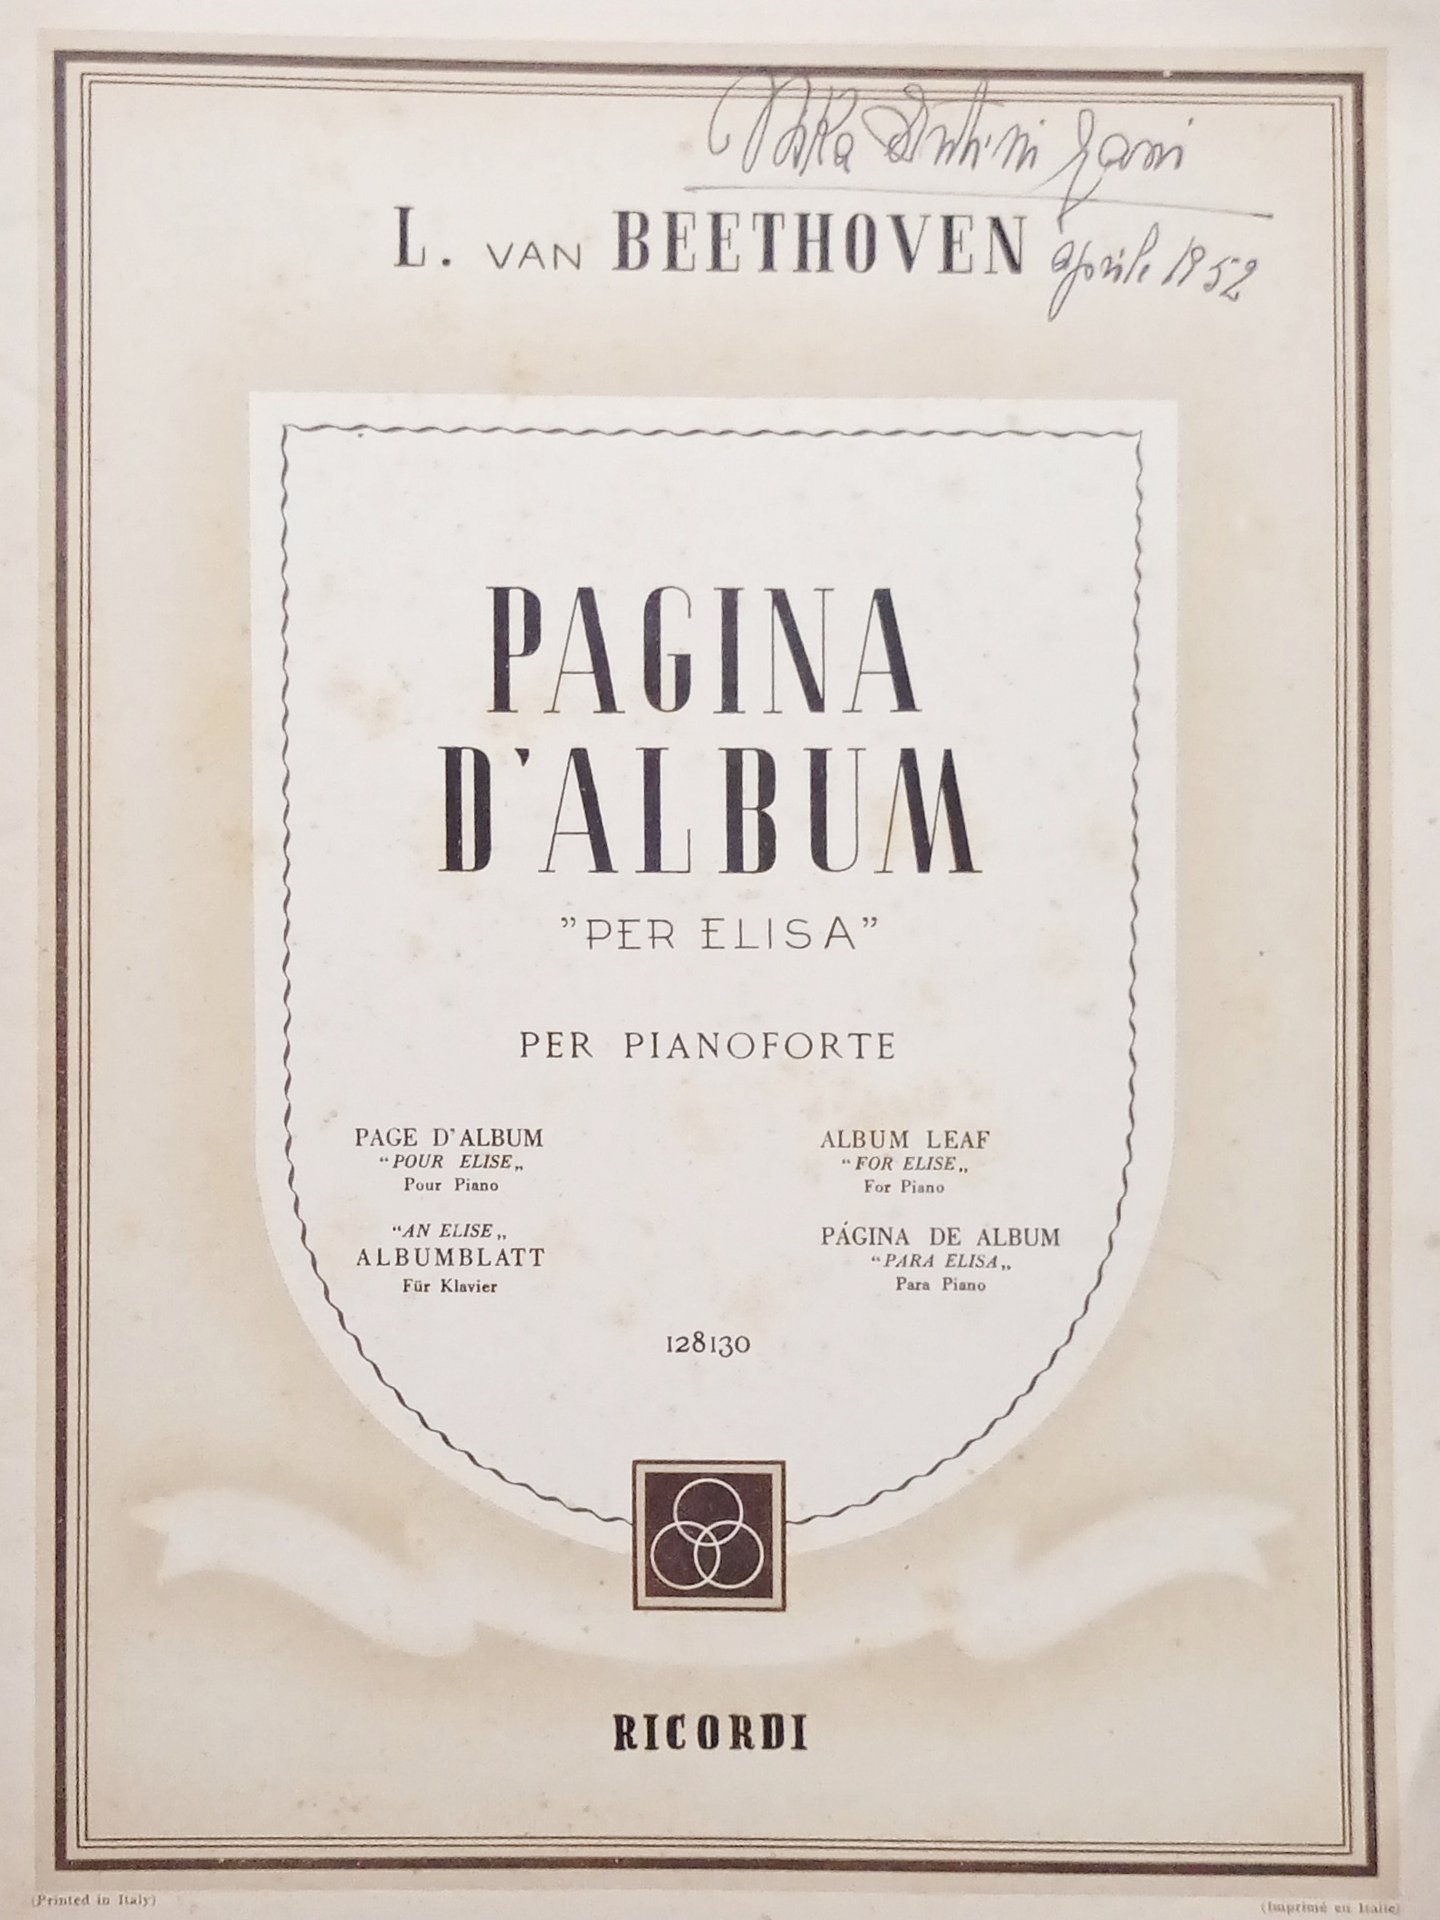 aprile 1952
L. VAN BEETHOVEN
PAGINA
D'ALBUM
"PER ELISA"
PER PIANOFORTE
PAGE D'ALBUM
“POUR ELISE„
Pour Piano
“AN ELISE„
ALBUMBLATT
Für Klavier
ALBUM LEAF
“FOR ELISE„
For Piano
PÁGINA DE ALBUM
“PARA ELISA„
Para Piano
128130
RICORDI
(Printed in Italy)
(Imprimé en Italie)